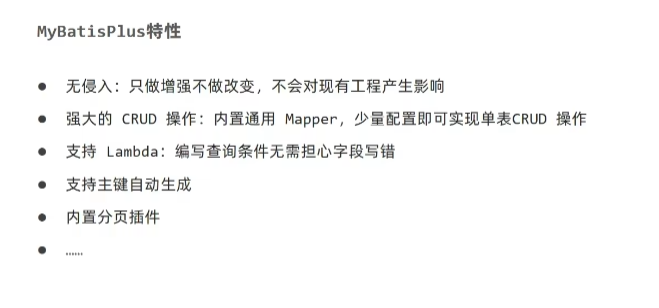 MyBatisPlus特性
● 无侵入：只做增强不做改变，不会对现有工程产生影响
● 强大的 CRUD 操作：内置通用 Mapper，少量配置即可实现单表CRUD 操作
● 支持 Lambda：编写查询条件无需担心字段写错
● 支持主键自动生成
● 内置分页插件
● ……